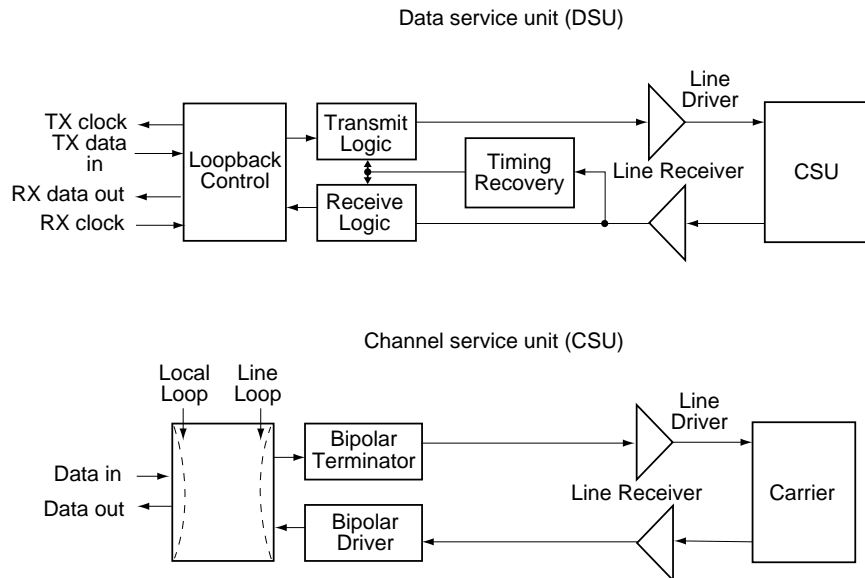 Data service unit (DSU)
Line
Driver
TX clock
TX data
in
RX data out
RX clock
Loopback
Control
Transmit
Logic
Receive
Logic
Timing
Recovery
Line Receiver
CSU
Channel service unit (CSU)
Local
Loop
Line
Loop
Data in
Data out
Bipolar
Terminator
Bipolar
Driver
Line
Driver
Line Receiver
Carrier